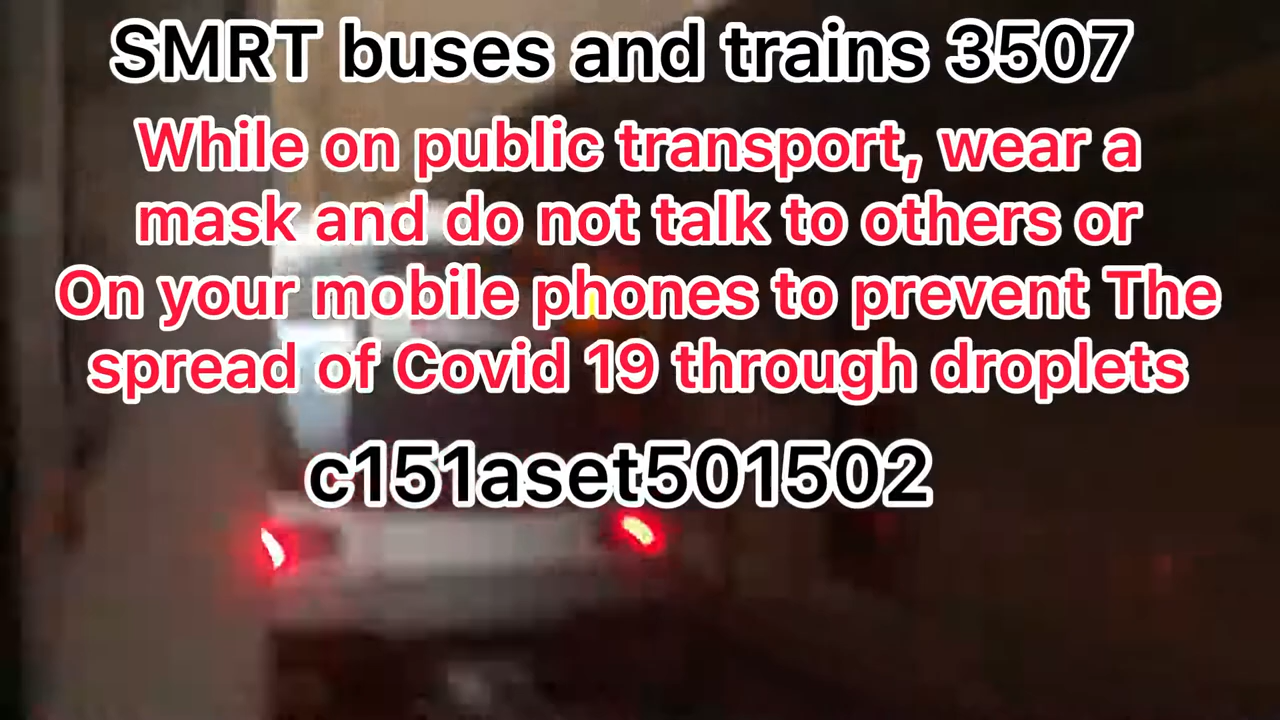 SMRT buses and trains 3507
While on public transport, wear a
mask and do not talk to others or
On your mobile phones to prevent The
spread of Covid 19 through droplets
c151aset501502